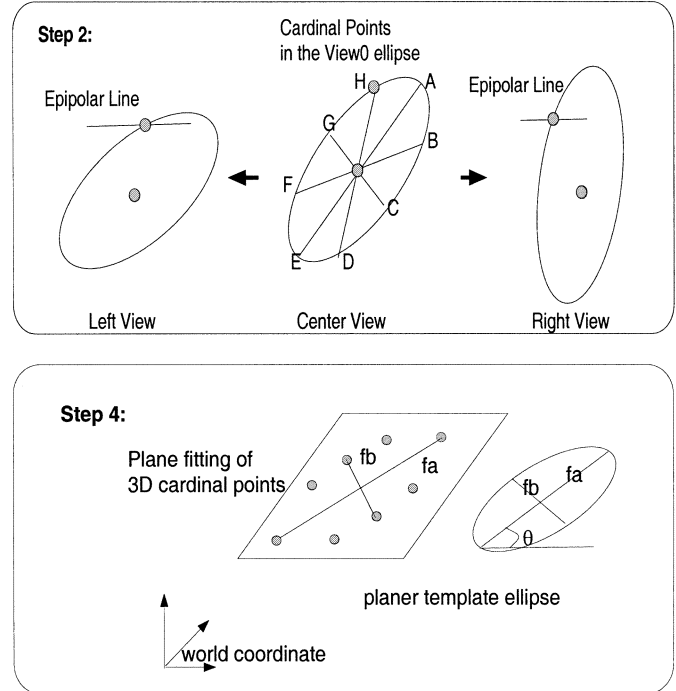 Step 2:
Cardinal Points
in the View0 ellipse
Epipolar Line
H
A
G
B
F
C
E
D
Epipolar Line
Left View
Center View
Right View
Step 4:
Plane fitting of
3D cardinal points
fb
fa
fb
fa
θ
planer template ellipse
world coordinate